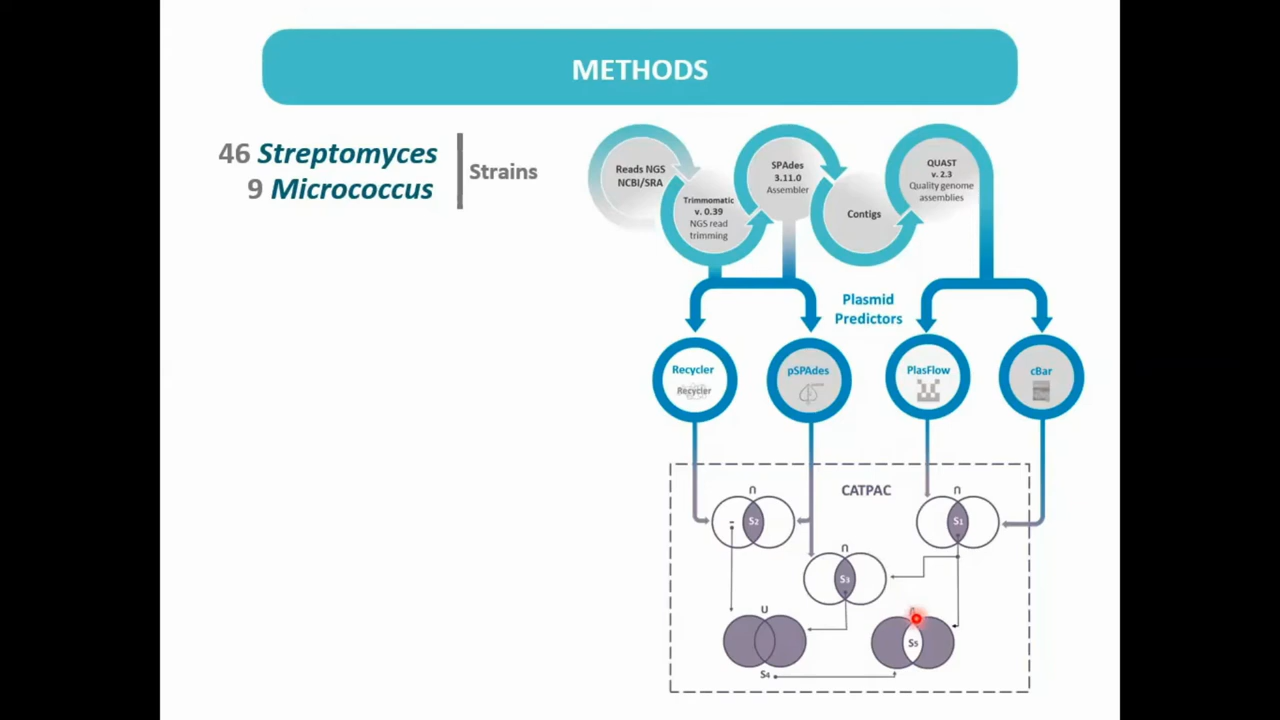 METHODS
46 Streptomyces
9 Micrococcus
Strains
Reads NGS
NCBI/SRA
Trimmomatic
v. 0.39
NGS read
trimming
SPAdes
3.11.0
Assembler
Contigs
QUAST
v. 2.3
Quality genome
assemblies
Plasmid
Predictors
Recycler
Recycler
pSPAdes
PlasFlow
cBar
CATPAC
∩
∩
-
S2
S1
∩
S3
U
S4
S5